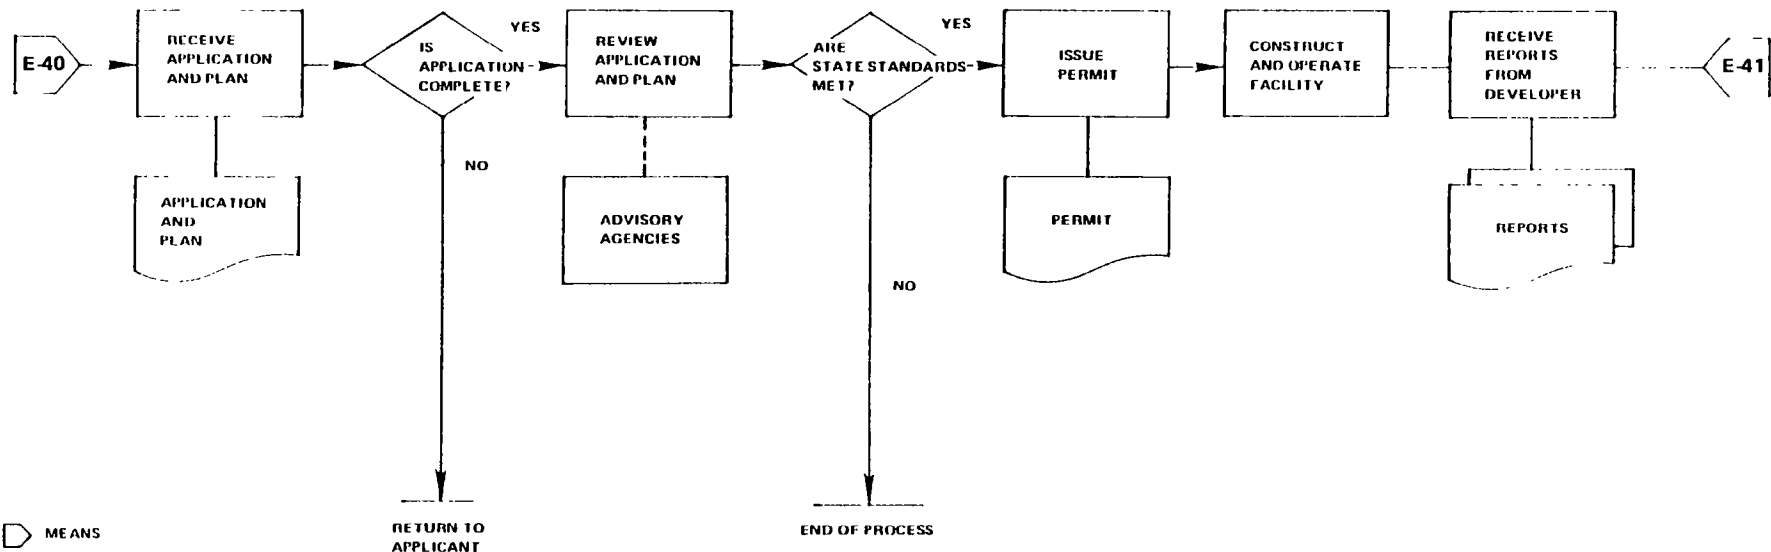 E-40
RECEIVE
APPLICATION
AND PLAN
IS
APPLICATION
COMPLETE?
YES
REVIEW
APPLICATION
AND PLAN
ARE
STATE STANDARDS
MET?
YES
ISSUE
PERMIT
CONSTRUCT
AND OPERATE
FACILITY
RECEIVE
REPORTS
FROM
DEVELOPER
E-41
NO
APPLICATION
AND
PLAN
ADVISORY
AGENCIES
NO
PERMIT
REPORTS
RETURN TO
APPLICANT
END OF PROCESS
MEANS